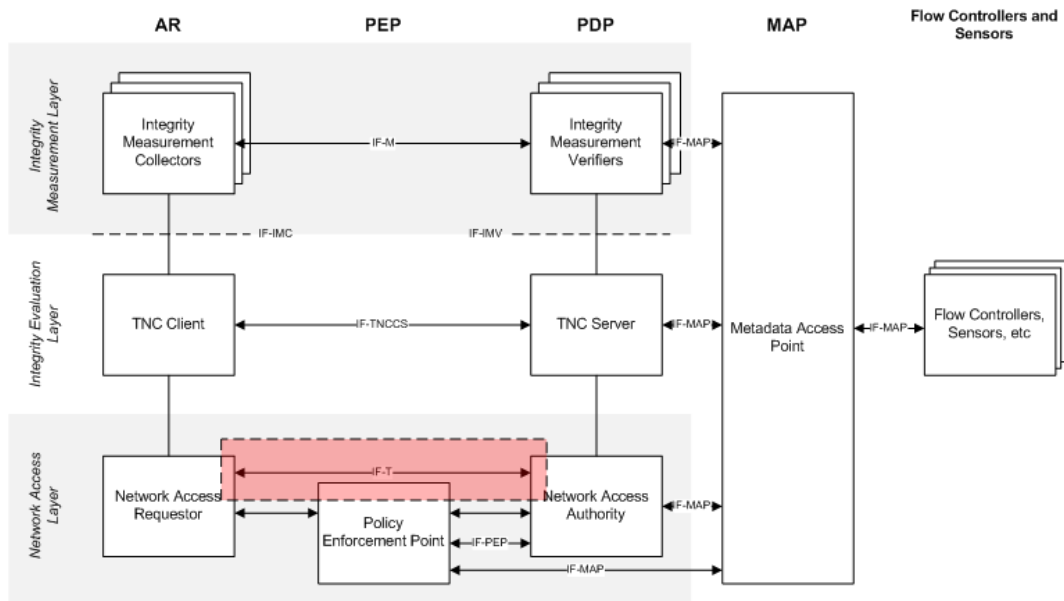 AR
PEP
PDP
MAP
Flow Controllers and
Sensors
Integrity
Measurement Layer
Integrity
Measurement
Collectors
IF-M
Integrity
Measurement
Verifiers
IF-MAP
IF-IMC
IF-IMV
Integrity Evaluation
Layer
TNC Client
IF-TNCCS
TNC Server
IF-MAP
Metadata Access
Point
IF-MAP
Flow Controllers,
Sensors, etc
Network Access
Layer
Network Access
Requestor
IF-T
Policy
Enforcement Point
Network Access
Authority
IF-MAP
IF-PEP
IF-MAP